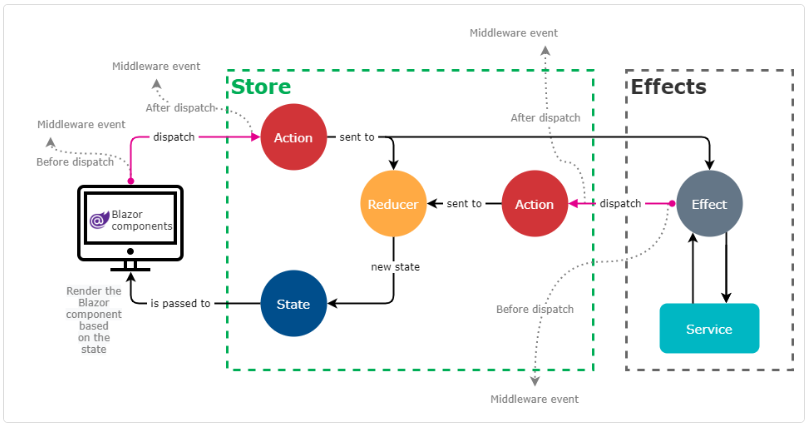 Middleware event
Middleware event
After dispatch
Middleware event
Before dispatch
dispatch
Store
Action
sent to
After dispatch
Effects
Blazor
components
Reducer
sent to
Action
dispatch
Effect
new state
Render the
Blazor
component
based
on the
state
is passed to
State
Before dispatch
Service
Middleware event